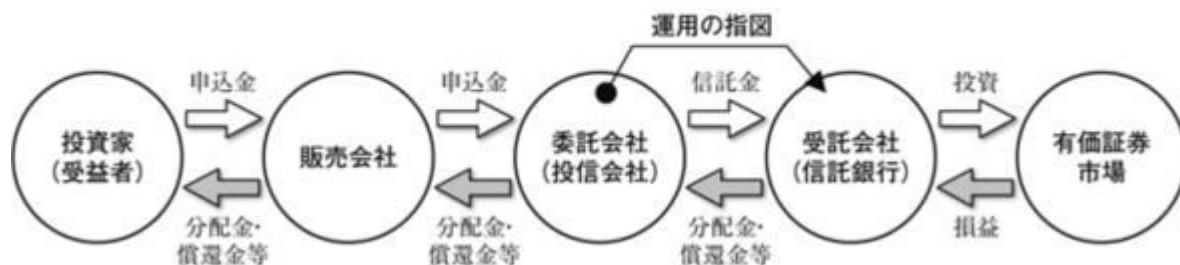 運用の指図
申込金
申込金
信託金
投資
投資家
（受益者）
販売会社
委託会社
（投信会社）
受託会社
（信託銀行）
有価証券
市場
分配金・
償還金等
分配金・
償還金等
分配金・
償還金等
損益